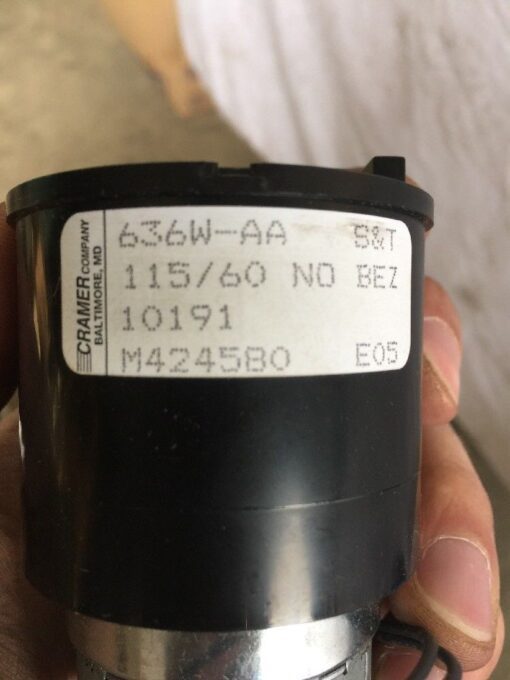 CRAMER COMPANY
BALTIMORE, MD
636W-AA S&T
115/60 NO BEZ
10191
M424580 E05